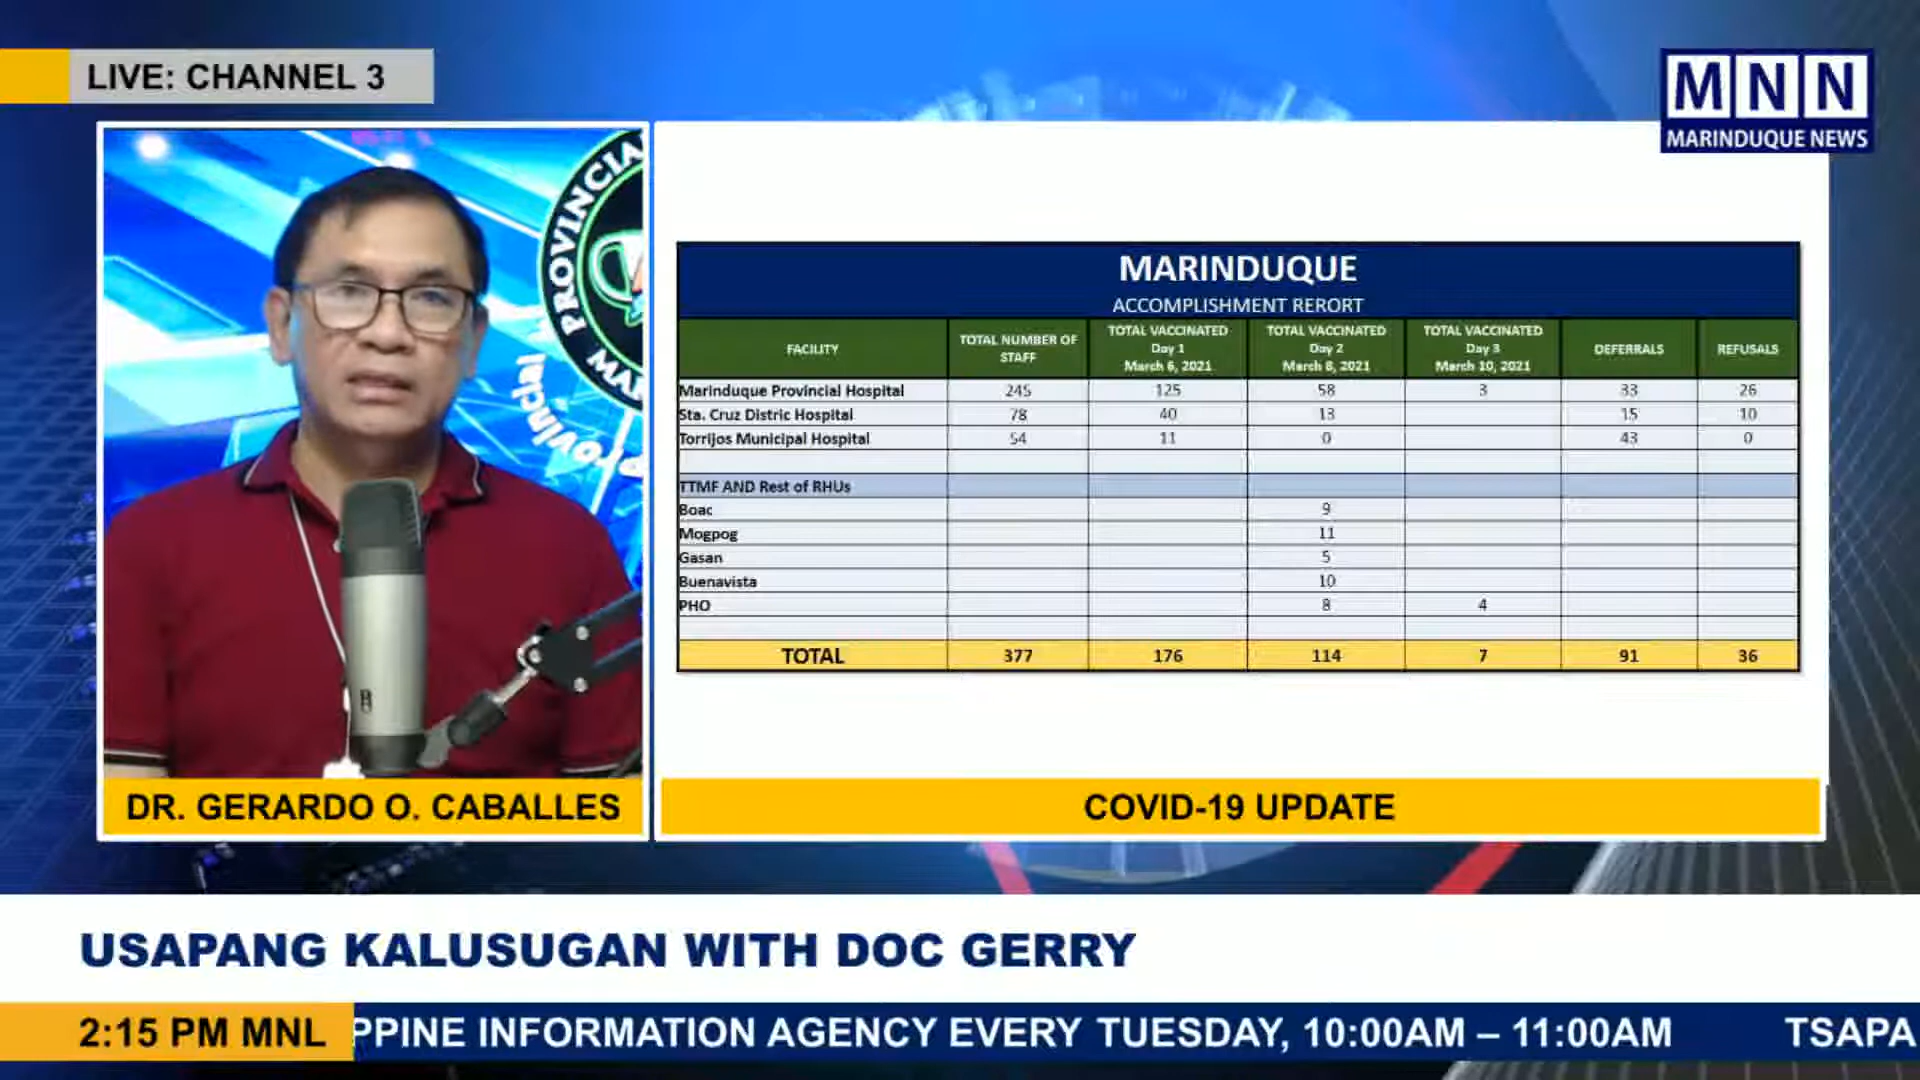 LIVE: CHANNEL 3
MNN
MARINDUQUE NEWS
PROVINCIA
MAR
Provincial
Provinc
MARINDUQUE
ACCOMPLISHMENT RERORT
FACILITY TOTAL NUMBER OF STAFF TOTAL VACCINATED Day 1 March 6, 2021 TOTAL VACCINATED Day 2 March 8, 2021 TOTAL VACCINATED Day 3 March 10, 2021 DEFERRALS REFUSALS
Marinduque Provincial Hospital 245 125 58 3 33 26
Sta. Cruz Distric Hospital 78 40 13 15 10
Torrijos Municipal Hospital 54 11 0 43 0
TTMF AND Rest of RHUs
Boac 9
Mogpog 11
Gasan 5
Buenavista 10
PHO 8 4
TOTAL 377 176 114 7 91 36
DR. GERARDO O. CABALLES
COVID-19 UPDATE
USAPANG KALUSUGAN WITH DOC GERRY
2:15 PM MNL PPINE INFORMATION AGENCY EVERY TUESDAY, 10:00AM – 11:00AM TSAPA